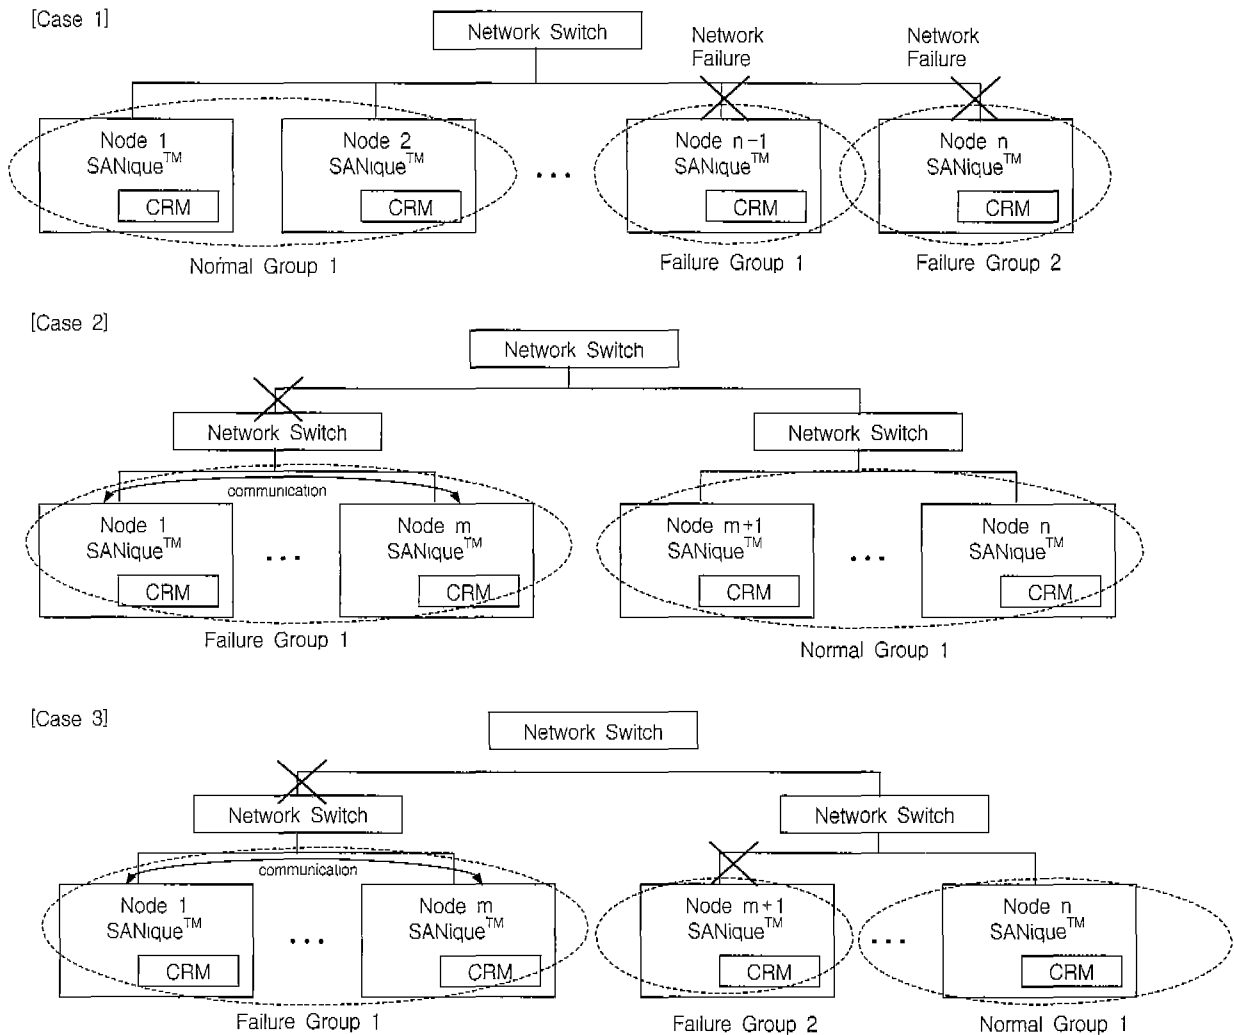 [Case 1]
Network Switch
Network
Failure
Network
Failure
Node 1
SANique™
CRM
Node 2
SANique™
CRM
...
Node n-1
SANique™
CRM
Node n
SANique™
CRM
Normal Group 1
Failure Group 1
Failure Group 2
[Case 2]
Network Switch
Network Switch
Network Switch
communication
Node 1
SANique™
CRM
...
Node m
SANique™
CRM
Node m+1
SANique™
CRM
...
Node n
SANique™
CRM
Failure Group 1
Normal Group 1
[Case 3]
Network Switch
Network Switch
Network Switch
communication
Node 1
SANique™
CRM
...
Node m
SANique™
CRM
Node m+1
SANique™
CRM
...
Node n
SANique™
CRM
Failure Group 1
Failure Group 2
Normal Group 1